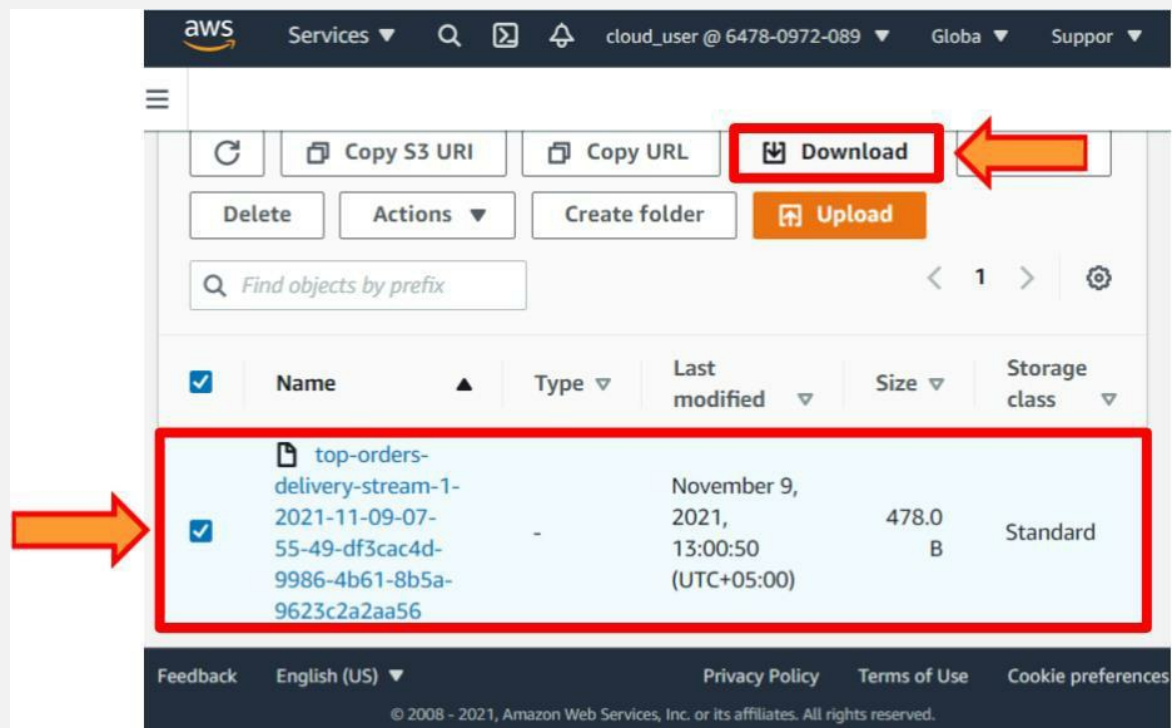 aws Services ▼ cloud_user @ 6478-0972-089 ▼ Globa ▼ Suppor ▼
Copy S3 URI Copy URL Download
Delete Actions ▼ Create folder Upload
Find objects by prefix
< 1 >
Name ▲ Type ▽ Last modified ▽ Size ▽ Storage class ▽
top-orders-
delivery-stream-1-
2021-11-09-07-
55-49-df3cac4d-
9986-4b61-8b5a-
9623c2a2aa56
-
November 9,
2021,
13:00:50
(UTC+05:00)
478.0
B
Standard
Feedback English (US) ▼ Privacy Policy Terms of Use Cookie preferences
© 2008 - 2021, Amazon Web Services, Inc. or its affiliates. All rights reserved.